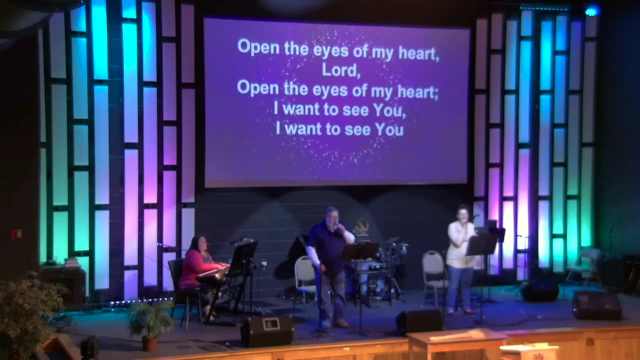 Open the eyes of my heart,
Lord,
Open the eyes of my heart;
I want to see You,
I want to see You